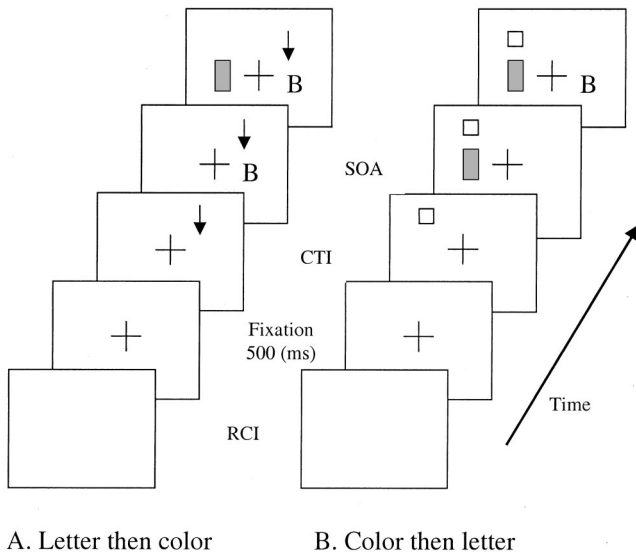 B
B
B
SOA
CTI
Fixation
500 (ms)
Time
RCI
A. Letter then color
B. Color then letter